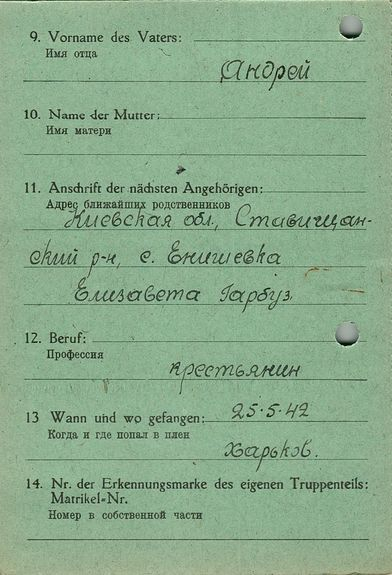 9. Vorname des Vaters:
Имя отца
Андрей
10. Name der Mutter:
Имя матери
11. Anschrift der nächsten Angehörigen:
Адрес ближайших родственников
Киевская обл., Ставищан-
ский р-н, с. Енишевка
Елизавета Гарбуз
12. Beruf:
Профессия
крестьянин
13 Wann und wo gefangen: 25·5·42
Когда и где попал в плен
Харьков.
14. Nr. der Erkennungsmarke des eigenen Truppenteils:
Matrikel-Nr.
Номер в собственной части